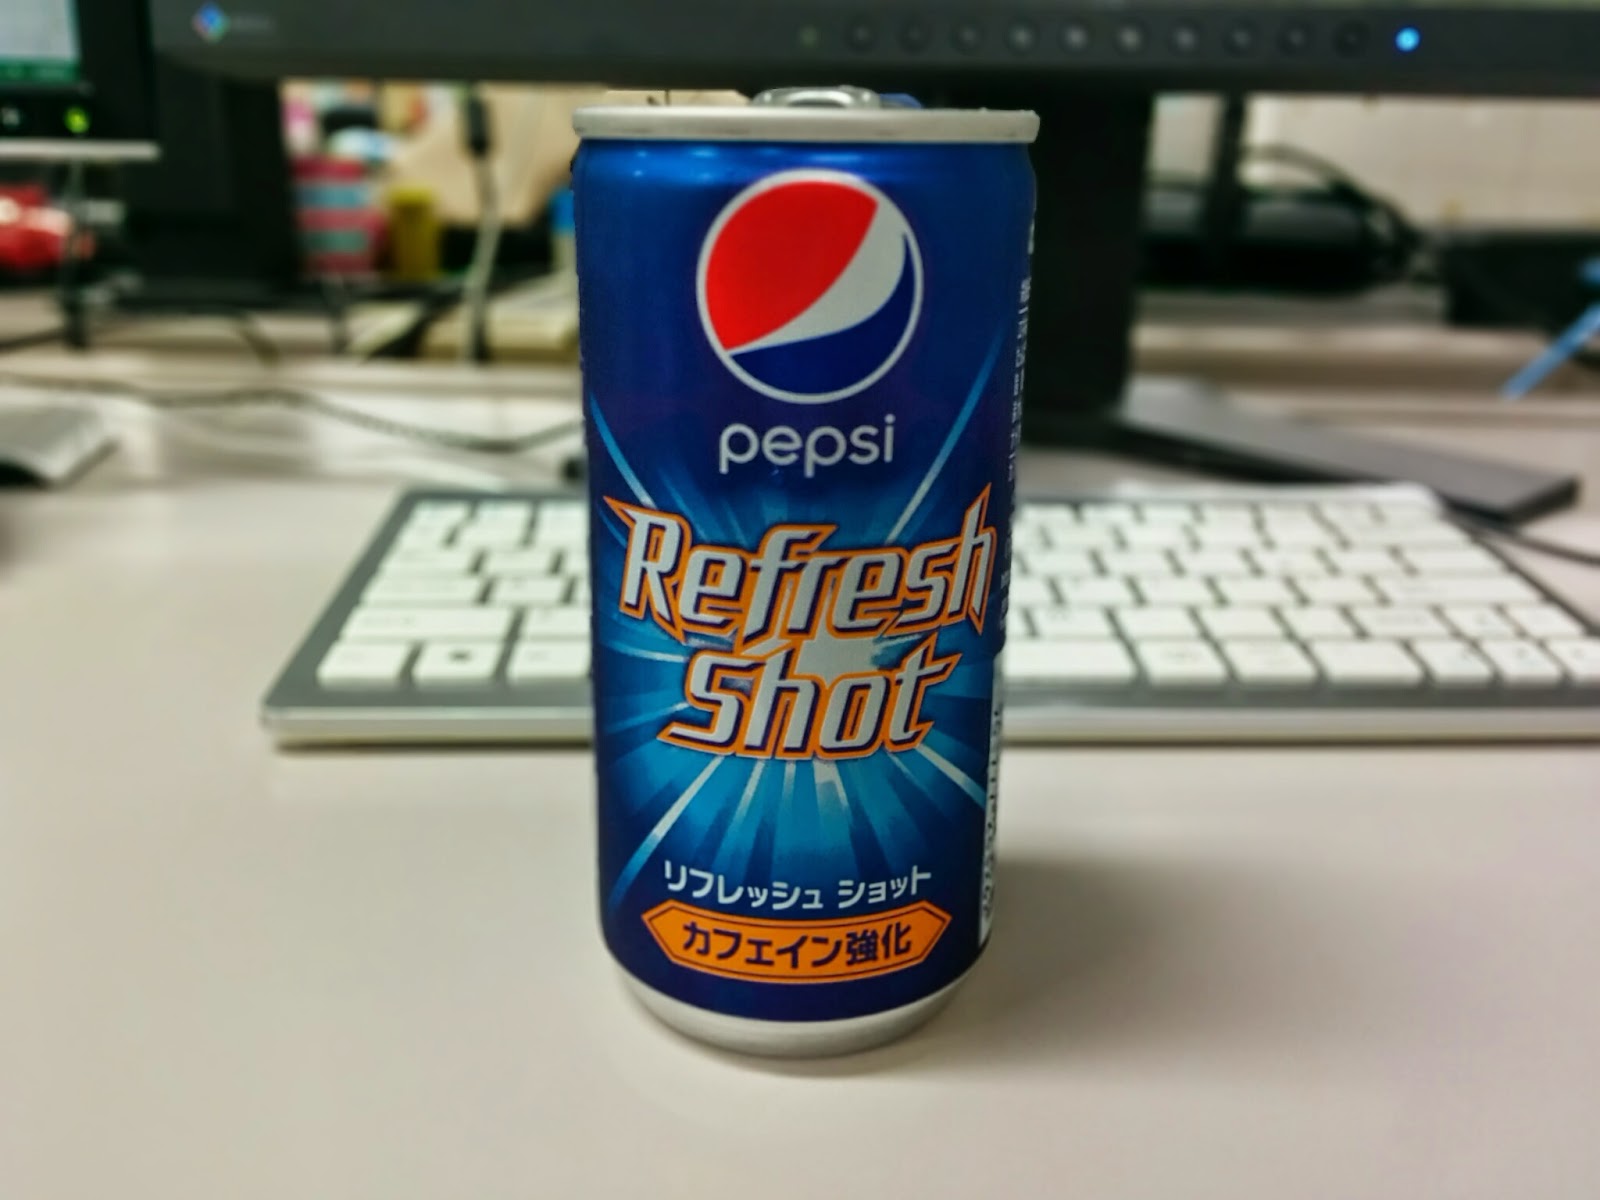 pepsi
Refresh
Shot
リフレッシュ ショット
カフェイン強化